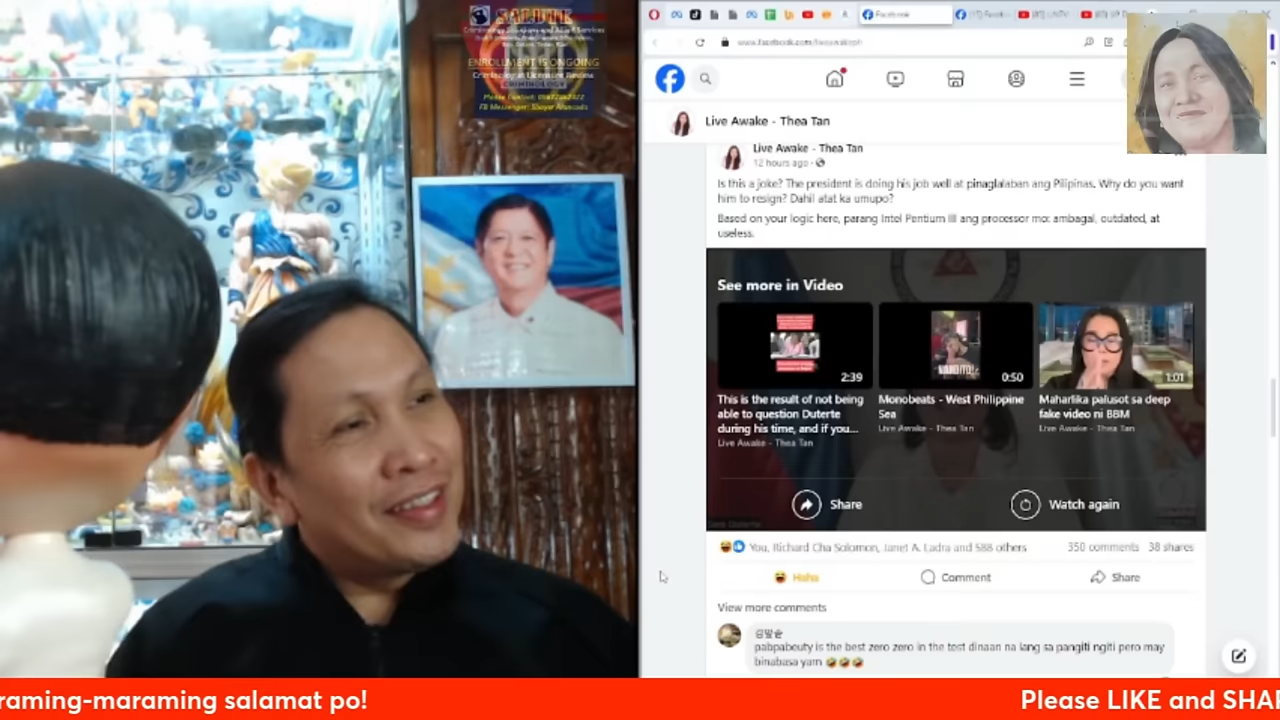 SALUTE
ENROLLMENT IS ONGOING
Criminologist Licensure Review
CRIMINOLOGY
Facebook
Live Awake - Thea Tan
Live Awake - Thea Tan
12 hours ago
Is this a joke? The president is doing his job well at pinaglalaban ang Pilipinas. Why do you want
him to resign? Dahil atat ka umupo?
Based on your logic here, parang Intel Pentium III ang processor mo: ambagal, outdated, at
useless.
See more in Video
2:39
0:50
1:01
This is the result of not being
able to question Duterte
during his time, and if you...
Live Awake - Thea Tan
Monobeats - West Philippine
Sea
Live Awake - Thea Tan
Maharlika palusot sa deep
fake video ni BBM
Live Awake - Thea Tan
Share
Watch again
You, Richard Cha Solomon, Janet A. Ladra and 588 others
350 comments 38 shares
Haha
Comment
Share
View more comments
pabpabeuty is the best zero zero in the test dinaan na lang sa pangiti ngiti pero may
binabasa yarn 🤣🤣🤣
raming-maraming salamat po!
Please LIKE and SHA